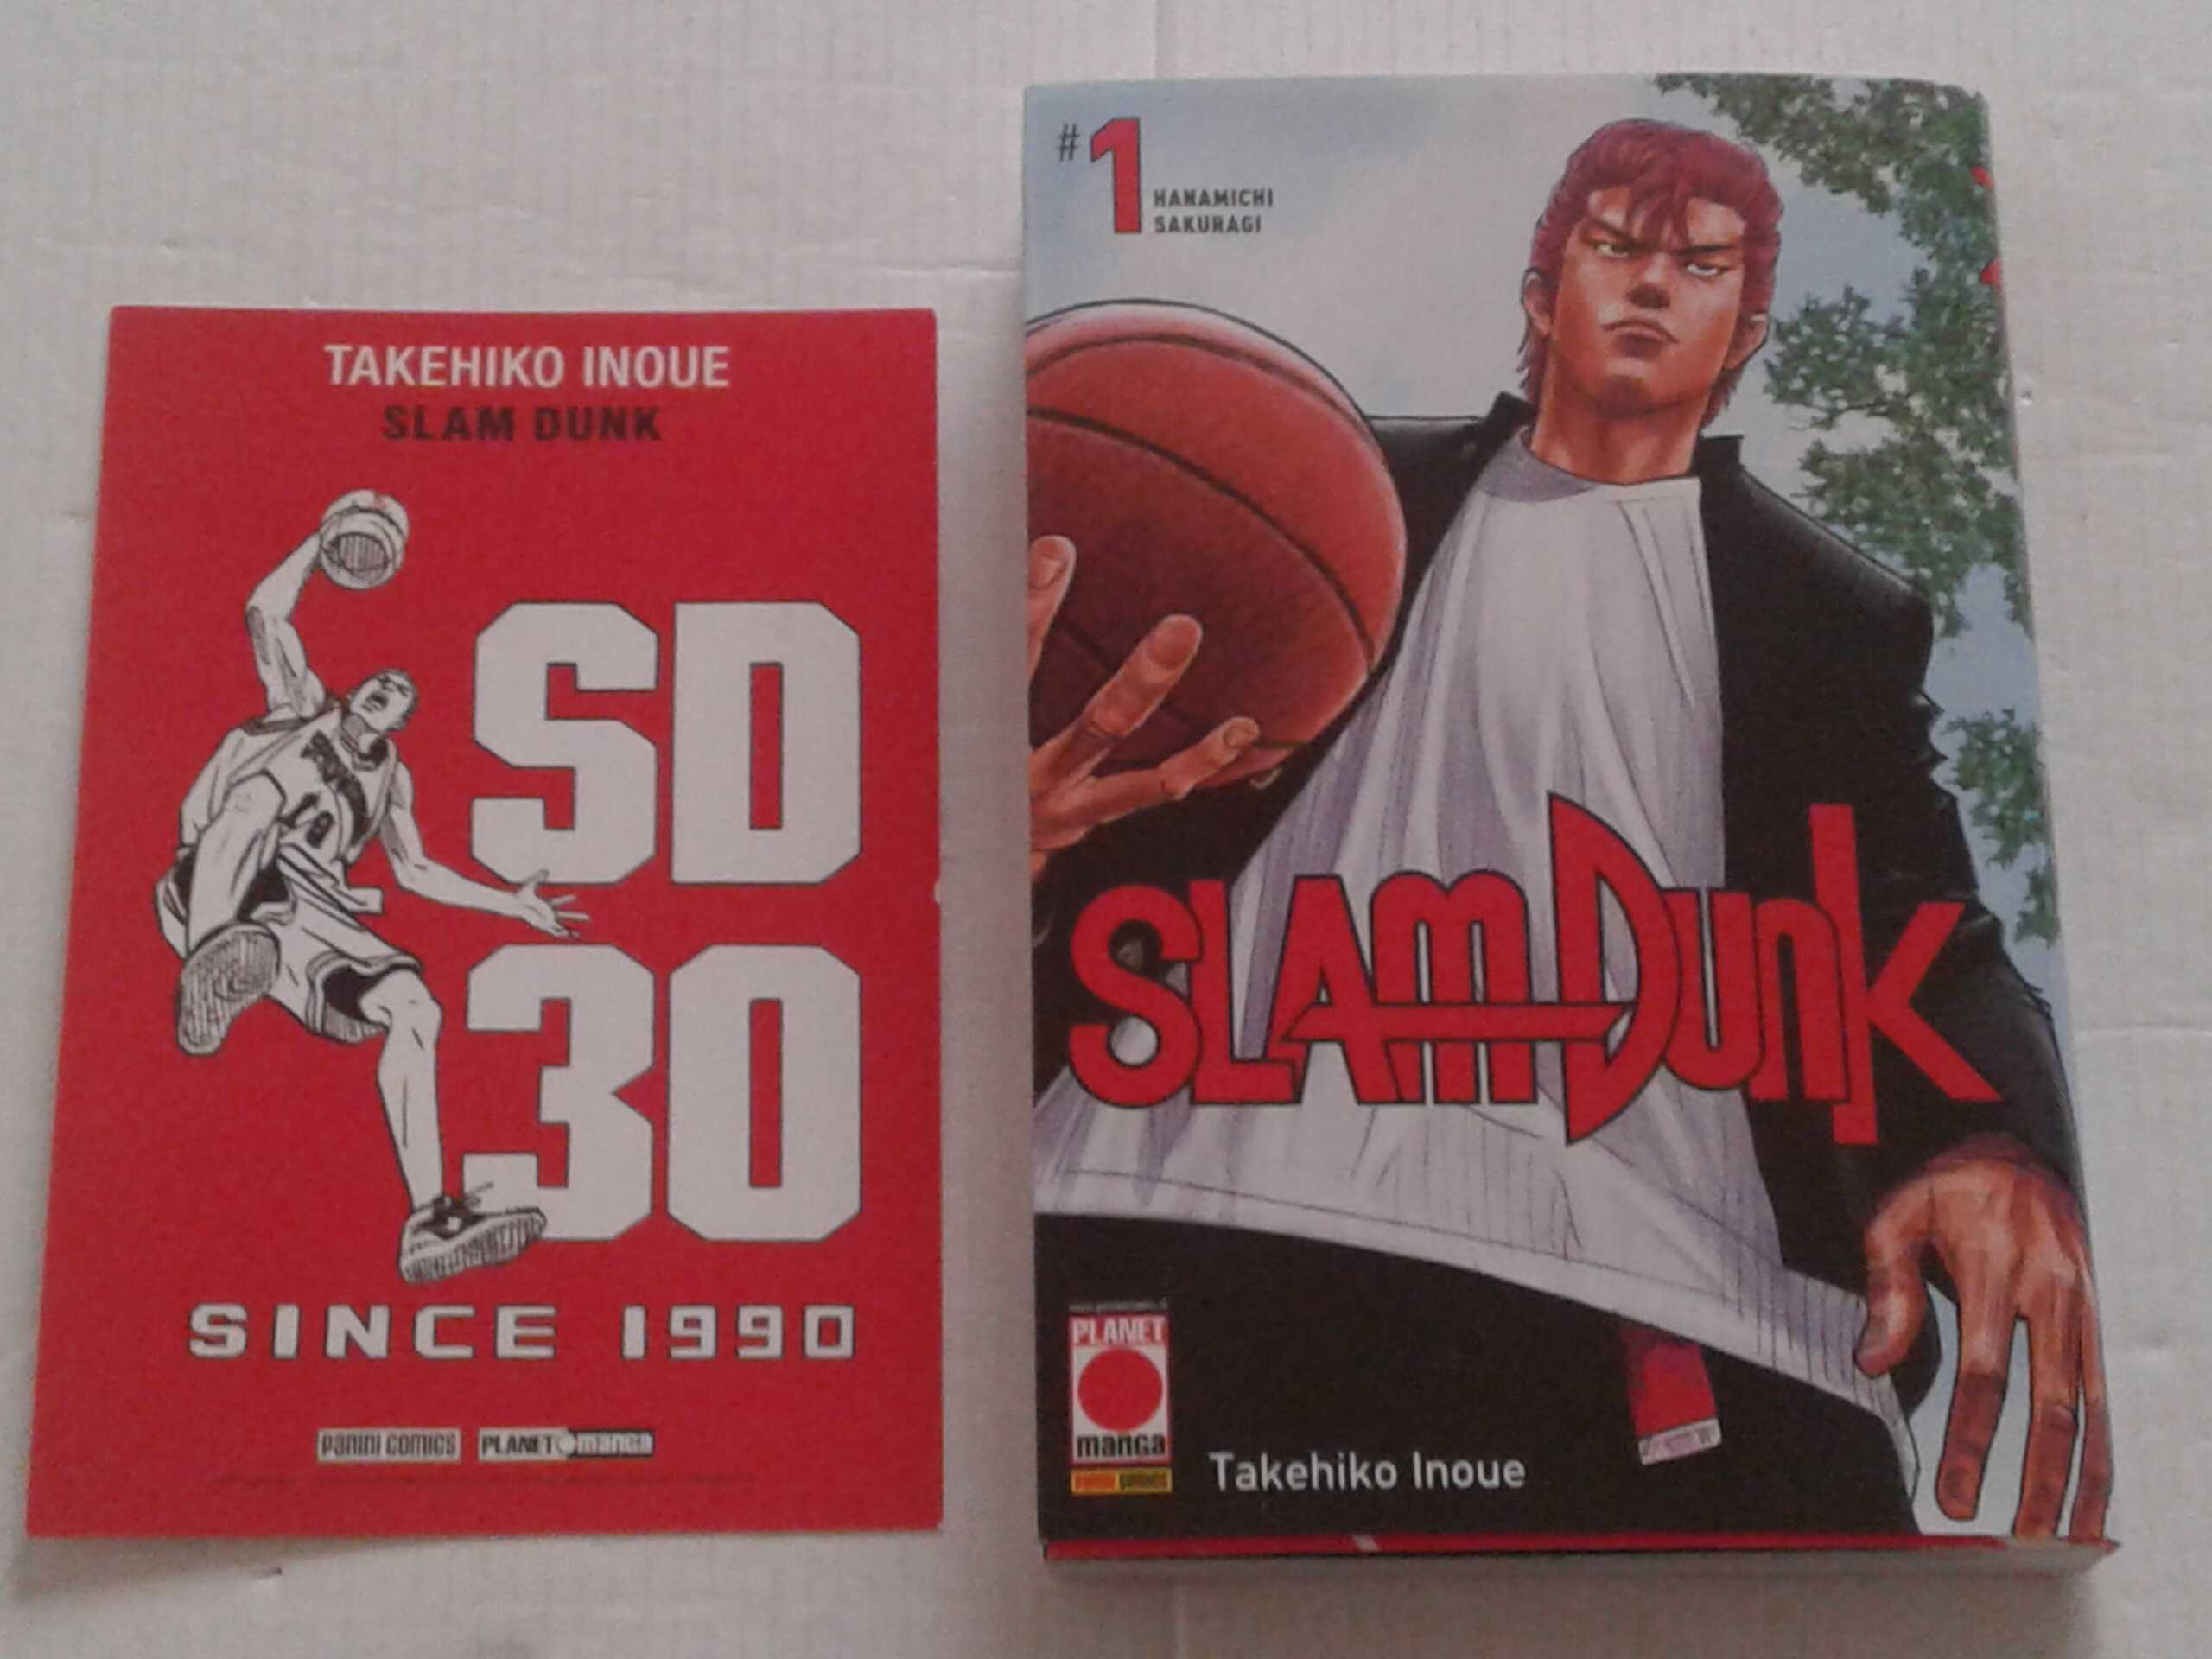 TAKEHIKO INOUE
SLAM DUNK
10
SD
30
SINCE 1990
PANINI COMICS PLANET MANGA
#1
HANAMICHI
SAKURAGI
SLAM DUNK
PLANET
MANGA
Takehiko Inoue